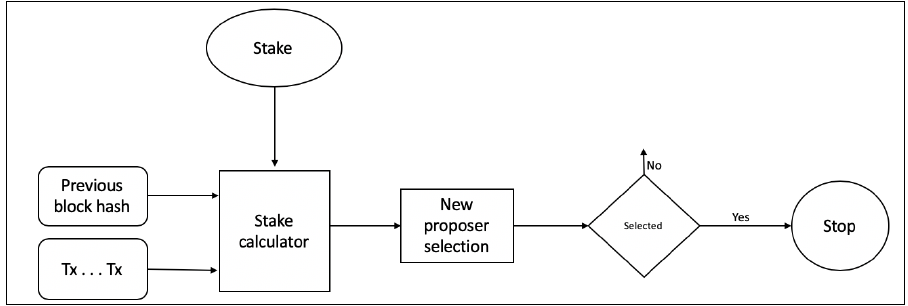 Stake
Previous
block hash
Tx . . . Tx
Stake
calculator
New
proposer
selection
Selected
No
Yes
Stop